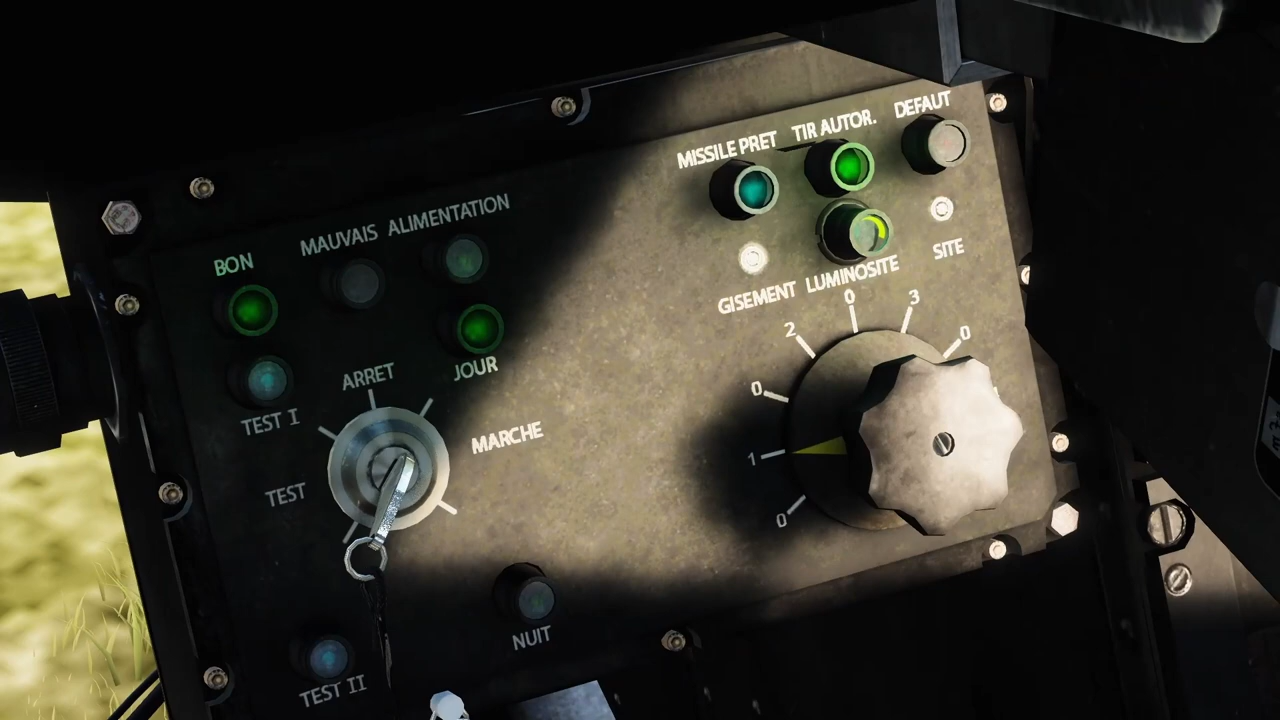 MISSILE PRET
TIR AUTOR.
DEFAUT
BON
MAUVAIS
ALIMENTATION
GISEMENT
LUMINOSITE
SITE
TEST I
ARRET
JOUR
MARCHE
TEST
0
1
0
2
0
3
0
NUIT
TEST II